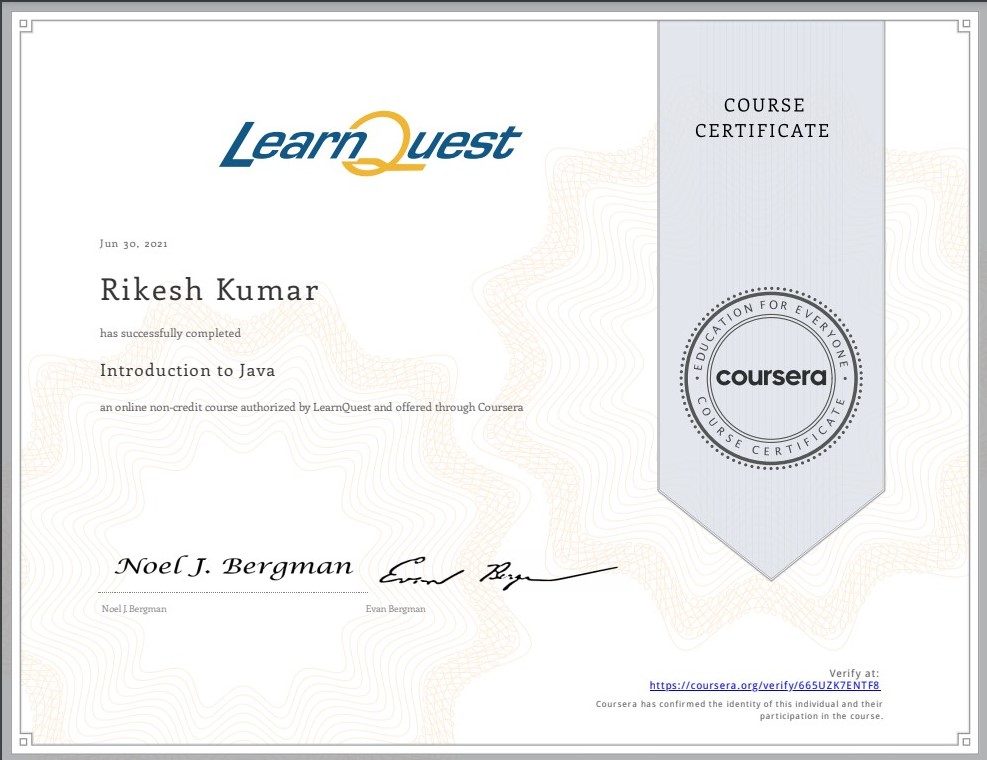 LearnQuest
COURSE
CERTIFICATE
Jun 30, 2021
Rikesh Kumar
has successfully completed
Introduction to Java
an online non-credit course authorized by LearnQuest and offered through Coursera
EDUCATION FOR EVERYONE
coursera
COURSE CERTIFICATE
Noel J. Bergman
Evan Berg
Noel J. Bergman
Evan Bergman
Verify at:
https://coursera.org/verify/665UZK7ENTF8
Coursera has confirmed the identity of this individual and their
participation in the course.